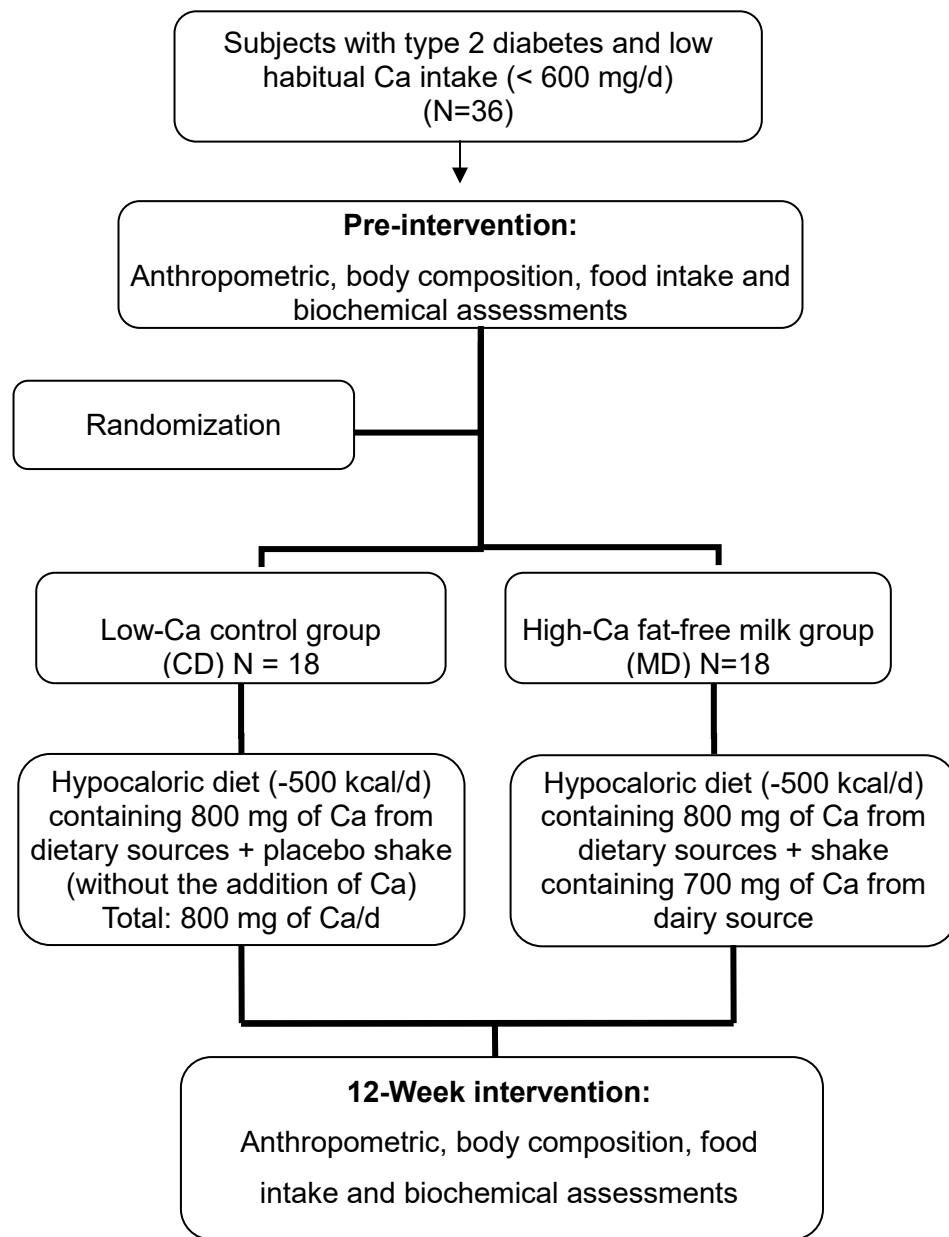 Subjects with type 2 diabetes and low
habitual Ca intake (< 600 mg/d)
(N=36)
Pre-intervention:
Anthropometric, body composition, food intake and
biochemical assessments
Randomization
Low-Ca control group
(CD) N = 18
High-Ca fat-free milk group
(MD) N=18
Hypocaloric diet (-500 kcal/d)
containing 800 mg of Ca from
dietary sources + placebo shake
(without the addition of Ca)
Total: 800 mg of Ca/d
Hypocaloric diet (-500 kcal/d)
containing 800 mg of Ca from
dietary sources + shake
containing 700 mg of Ca from
dairy source
12-Week intervention:
Anthropometric, body composition, food
intake and biochemical assessments